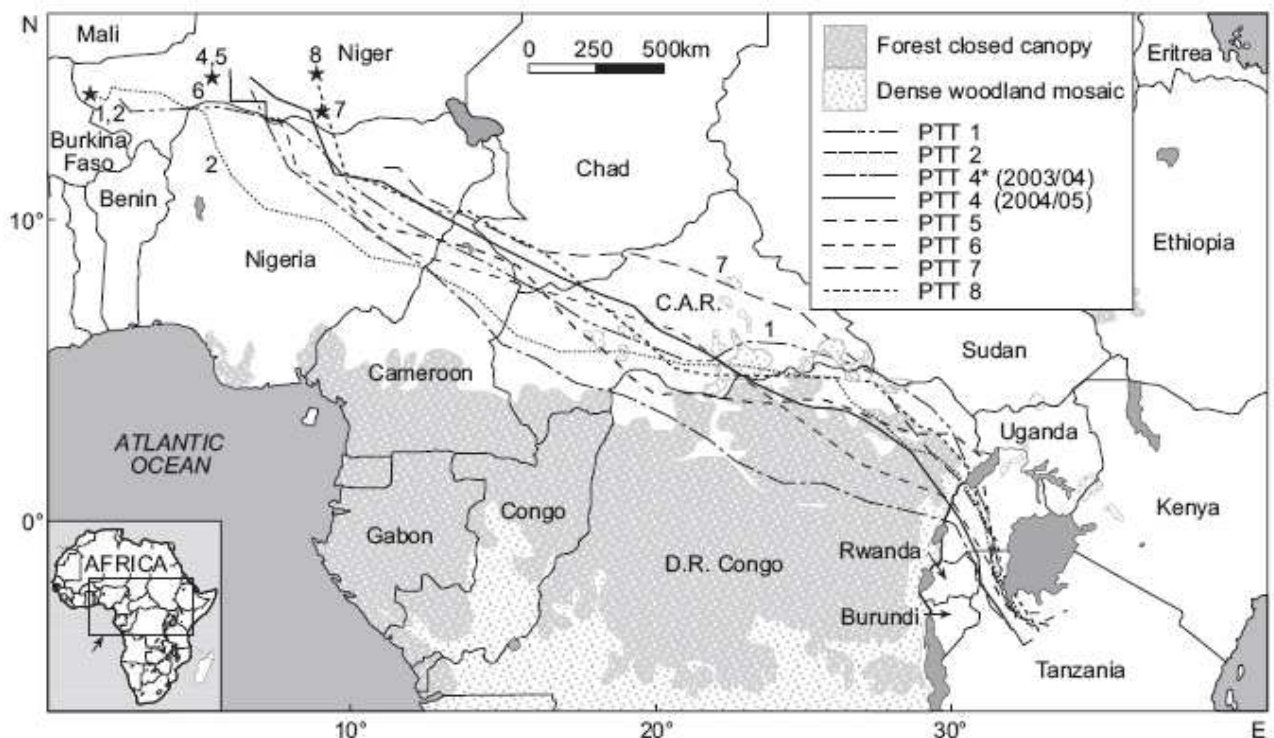 N
Mali
Niger
0 250 500km
Forest closed canopy
Dense woodland mosaic
PTT 1
PTT 2
PTT 4* (2003/04)
PTT 4 (2004/05)
PTT 5
PTT 6
PTT 7
PTT 8
Eritrea
4,5
8
6
7
1,2
Burkina
Faso
2
Chad
Benin
10°
Nigeria
Ethiopia
7
C.A.R.
1
Sudan
Cameroon
Uganda
ATLANTIC
OCEAN
Congo
Kenya
0°
Gabon
AFRICA
D.R. Congo
Rwanda
Burundi
Tanzania
10°
20°
30°
E